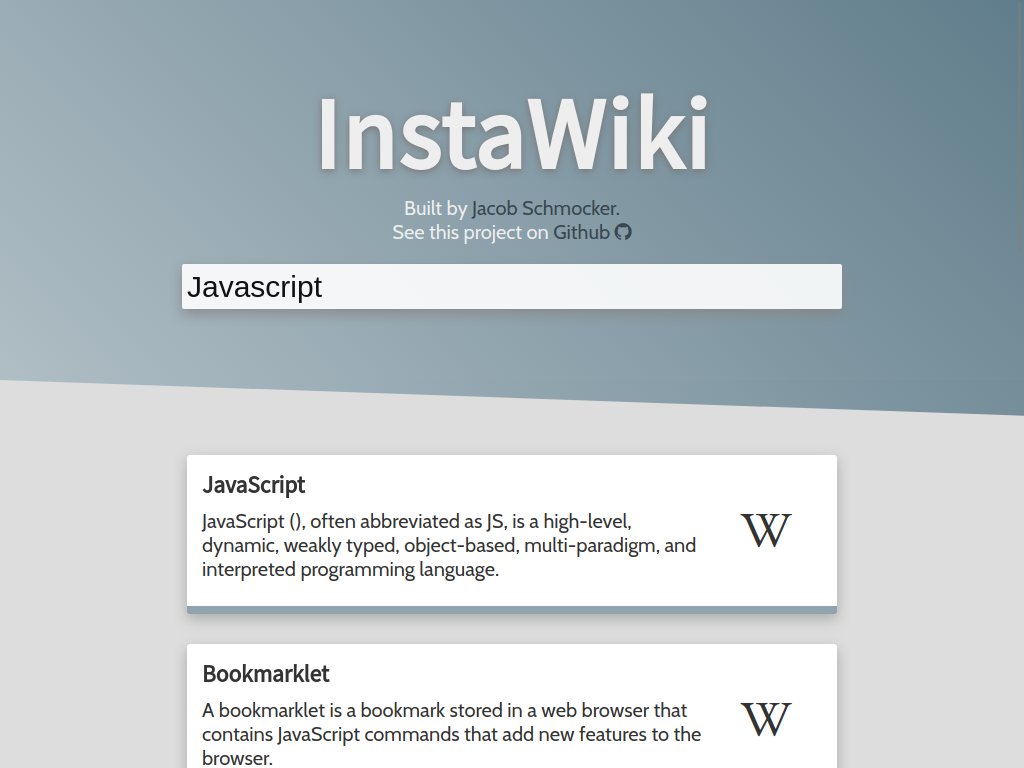 InstaWiki
Built by Jacob Schmocker.
See this project on Github
Javascript
JavaScript
JavaScript (), often abbreviated as JS, is a high-level,
dynamic, weakly typed, object-based, multi-paradigm, and
interpreted programming language.
W
Bookmarklet
A bookmarklet is a bookmark stored in a web browser that
contains JavaScript commands that add new features to the
browser.
W